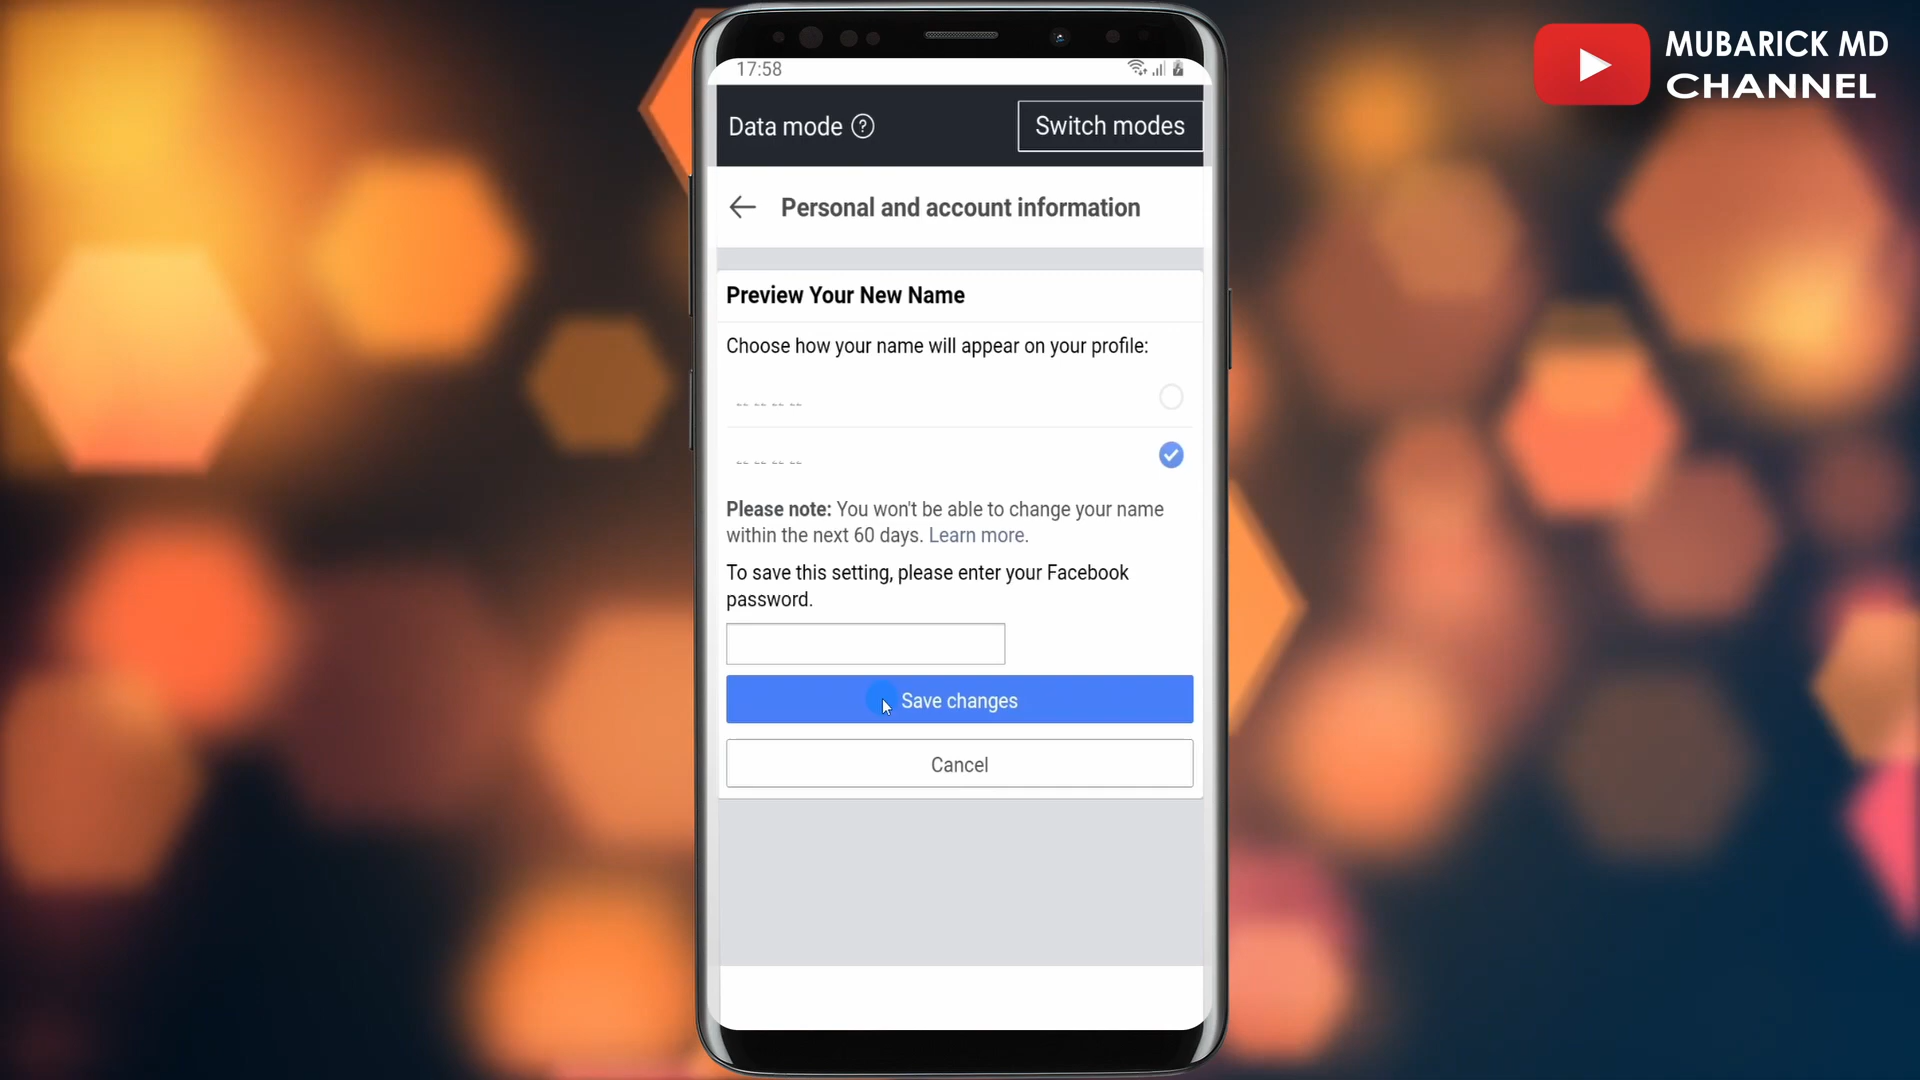 MUBARICK MD
CHANNEL
17:58
Data mode ?
Switch modes
Personal and account information
Preview Your New Name
Choose how your name will appear on your profile:
Please note: You won't be able to change your name
within the next 60 days. Learn more.
To save this setting, please enter your Facebook
password.
Save changes
Cancel